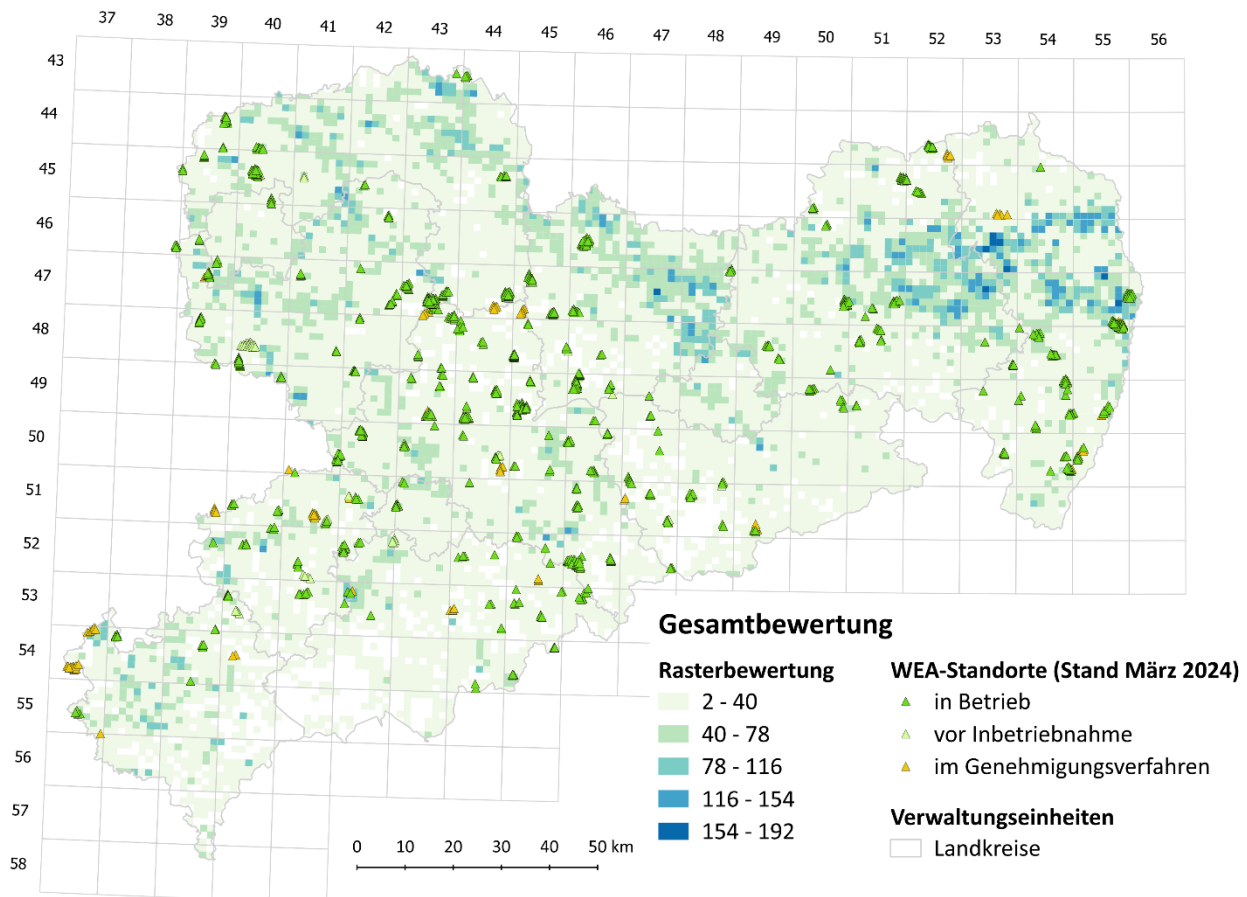 37 38 39 40 41 42 43 44 45 46 47 48 49 50 51 52 53 54 55 56
43
44
45
46
47
48
49
50
51
52
53
54
55
56
57
58
Gesamtbewertung
Rasterbewertung
2 - 40
40 - 78
78 - 116
116 - 154
154 - 192
WEA-Standorte (Stand März 2024)
in Betrieb
vor Inbetriebnahme
im Genehmigungsverfahren
Verwaltungseinheiten
Landkreise
0 10 20 30 40 50 km